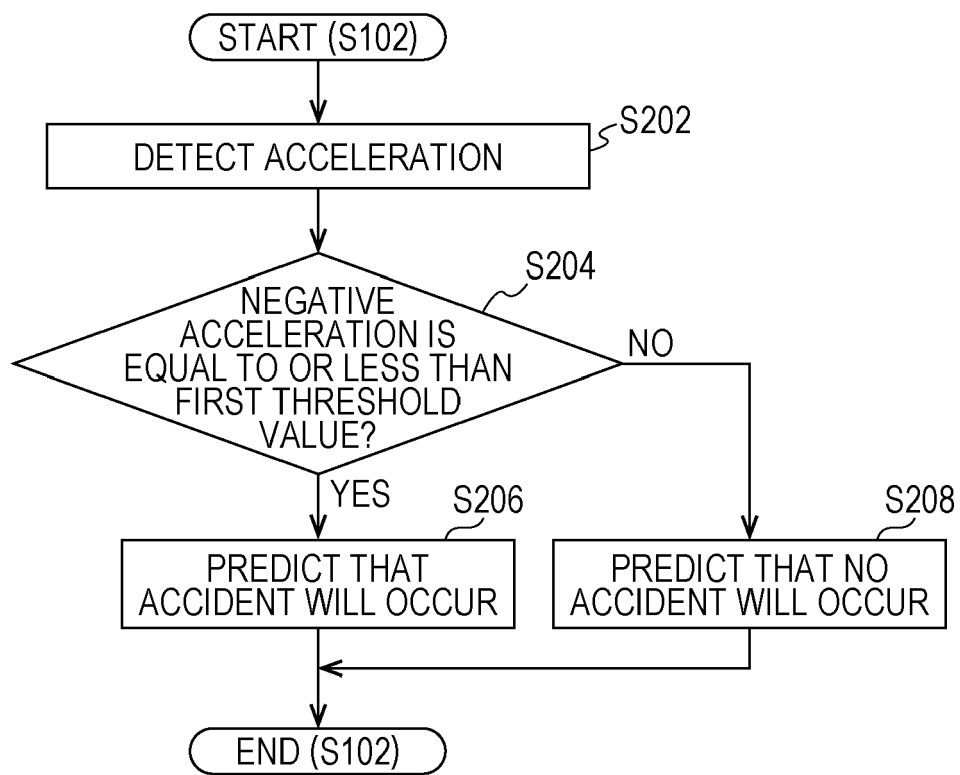 START (S102)
S202
DETECT ACCELERATION
S204
NEGATIVE
ACCELERATION IS
EQUAL TO OR LESS THAN
FIRST THRESHOLD
VALUE?
NO
YES
S206
PREDICT THAT
ACCIDENT WILL OCCUR
S208
PREDICT THAT NO
ACCIDENT WILL OCCUR
END (S102)